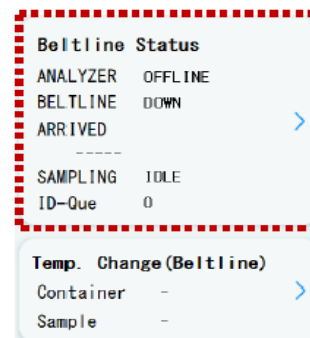 Beltline Status
ANALYZER OFFLINE
BELTLINE DOWN
ARRIVED
-----
SAMPLING IDLE
ID-Que 0
Temp. Change(Beltline)
Container -
Sample -